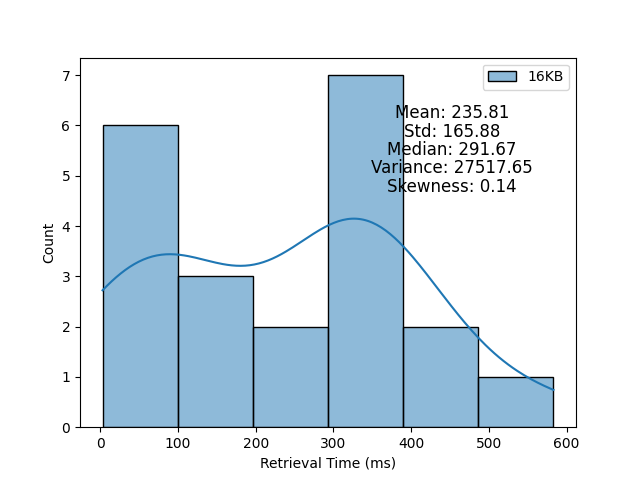 16KB
Mean: 235.81
Std: 165.88
Median: 291.67
Variance: 27517.65
Skewness: 0.14
Count
7
6
5
4
3
2
1
0
0 100 200 300 400 500 600
Retrieval Time (ms)